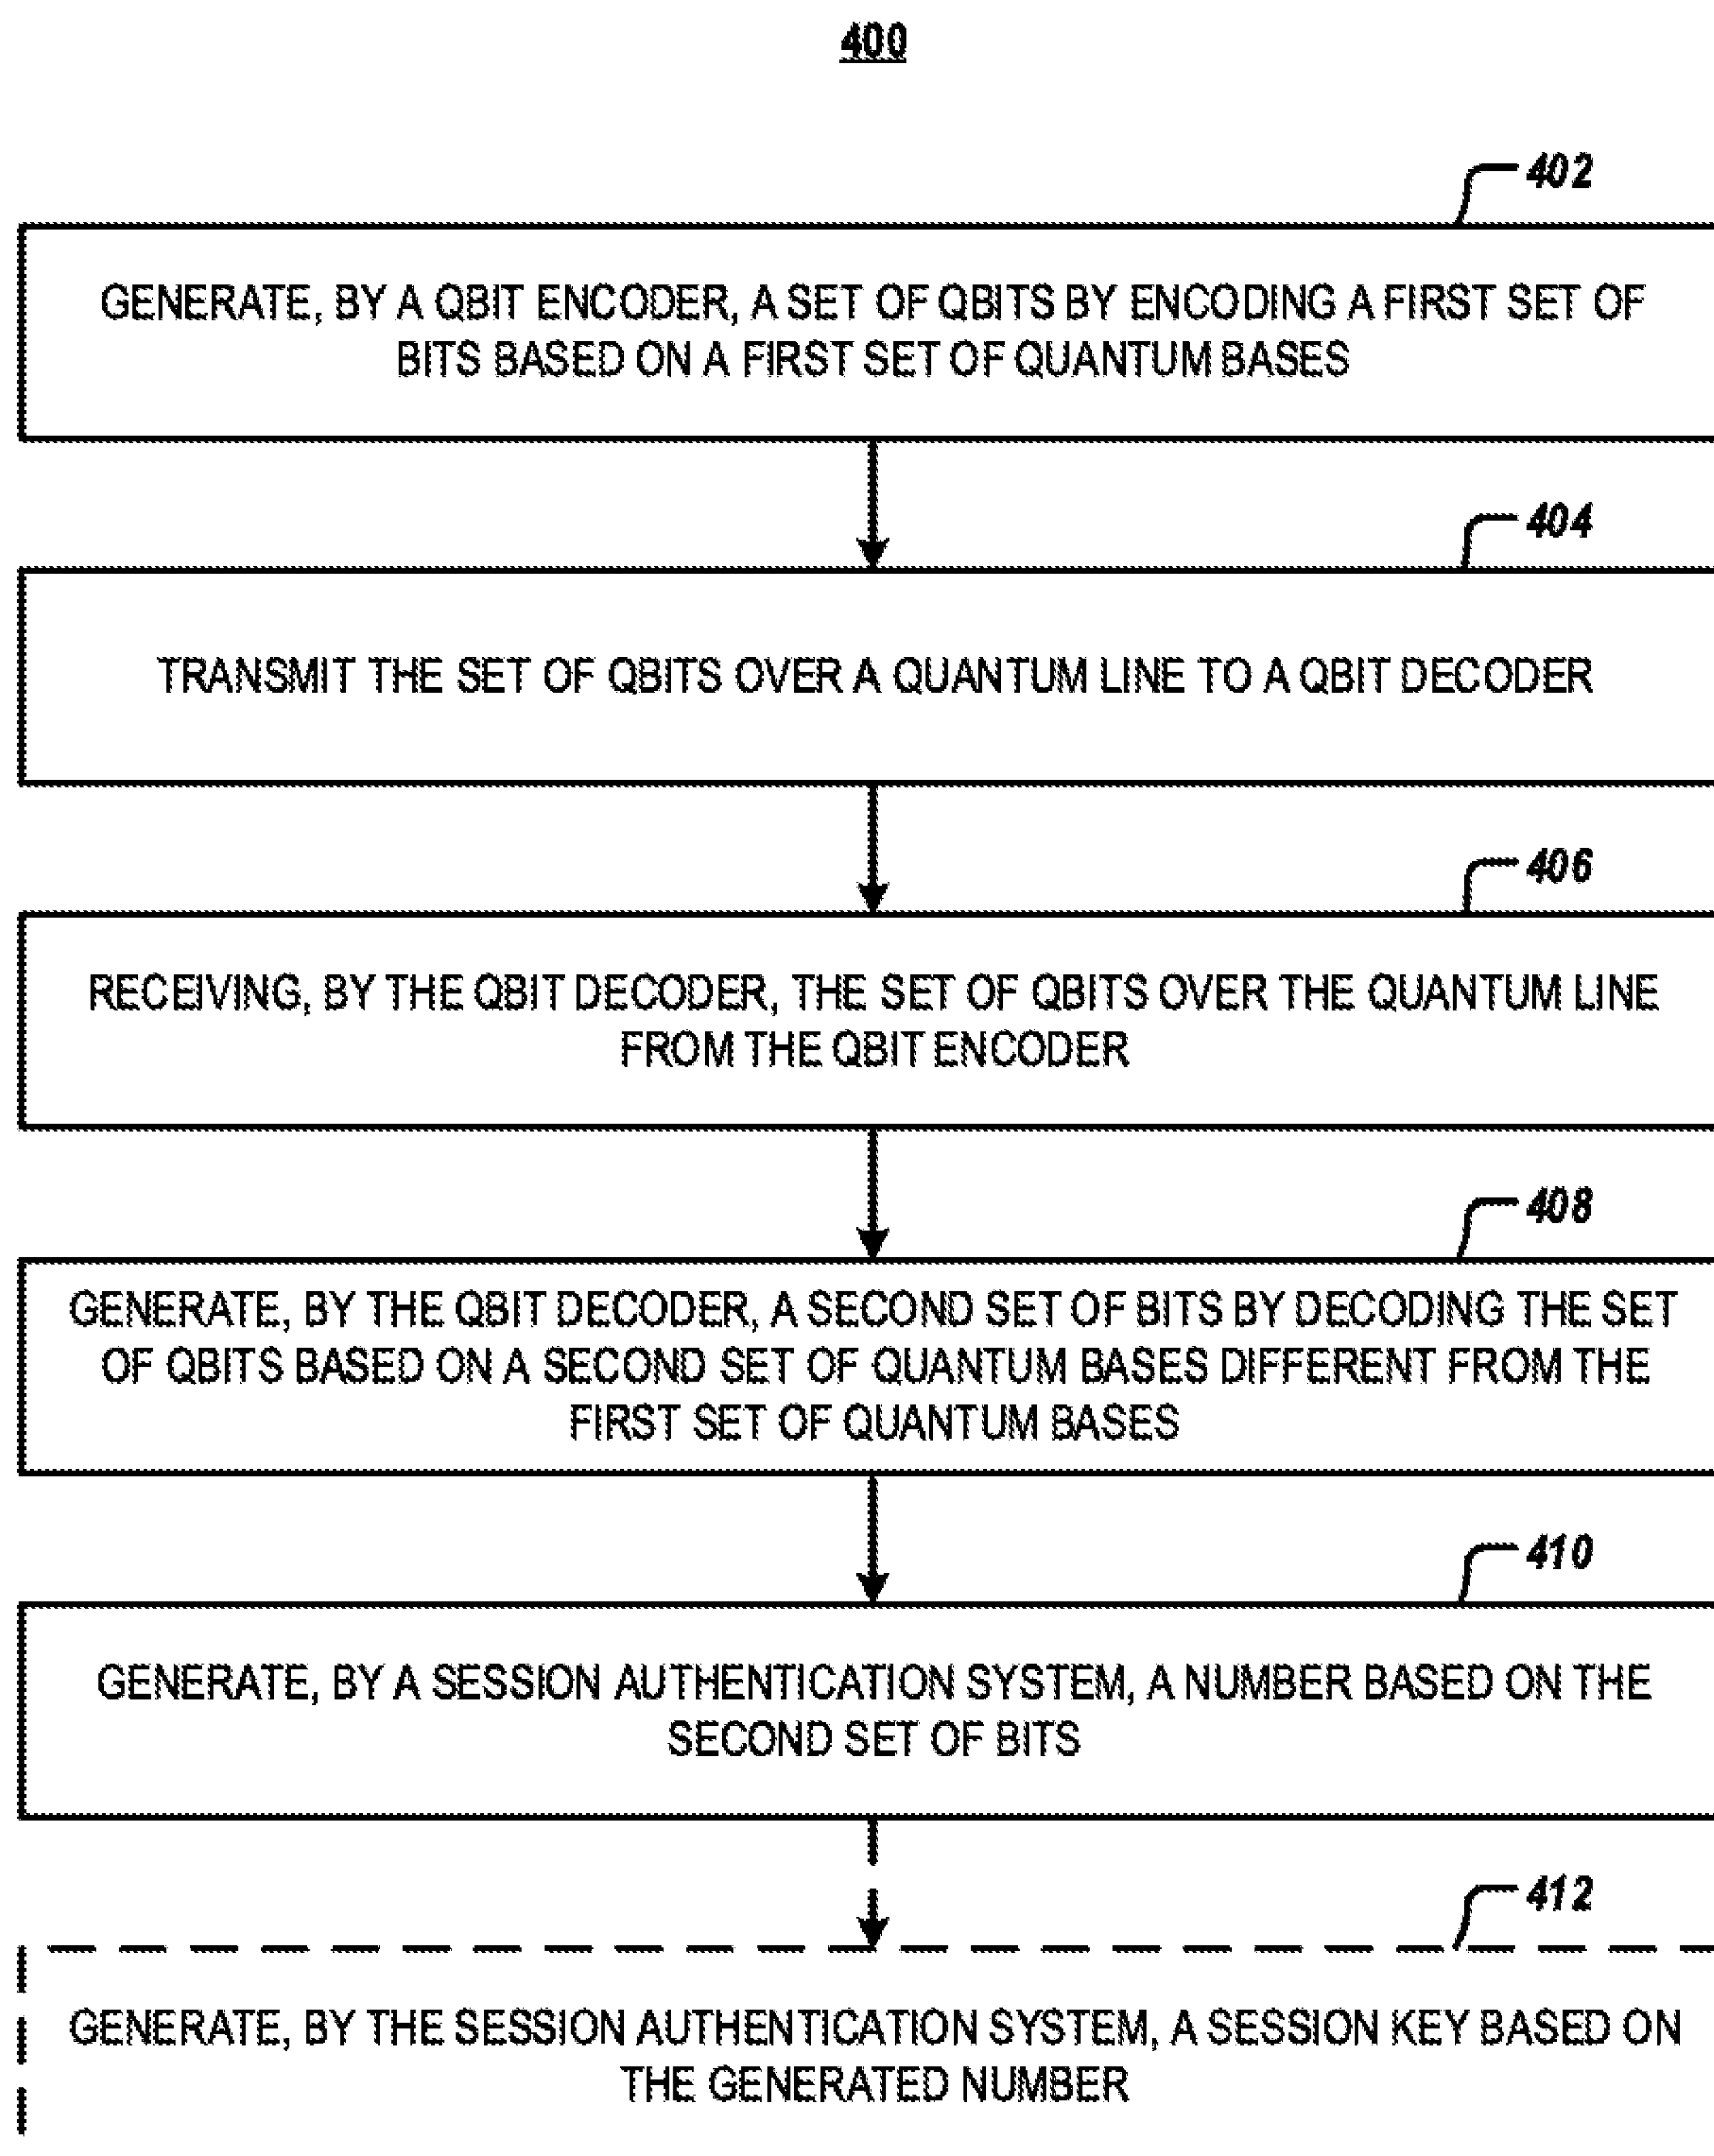 400
402
GENERATE, BY A QBIT ENCODER, A SET OF QBITS BY ENCODING A FIRST SET OF
BITS BASED ON A FIRST SET OF QUANTUM BASES
404
TRANSMIT THE SET OF QBITS OVER A QUANTUM LINE TO A QBIT DECODER
406
RECEIVING, BY THE QBIT DECODER, THE SET OF QBITS OVER THE QUANTUM LINE
FROM THE QBIT ENCODER
408
GENERATE, BY THE QBIT DECODER, A SECOND SET OF BITS BY DECODING THE SET
OF QBITS BASED ON A SECOND SET OF QUANTUM BASES DIFFERENT FROM THE
FIRST SET OF QUANTUM BASES
410
GENERATE, BY A SESSION AUTHENTICATION SYSTEM, A NUMBER BASED ON THE
SECOND SET OF BITS
412
GENERATE, BY THE SESSION AUTHENTICATION SYSTEM, A SESSION KEY BASED ON
THE GENERATED NUMBER